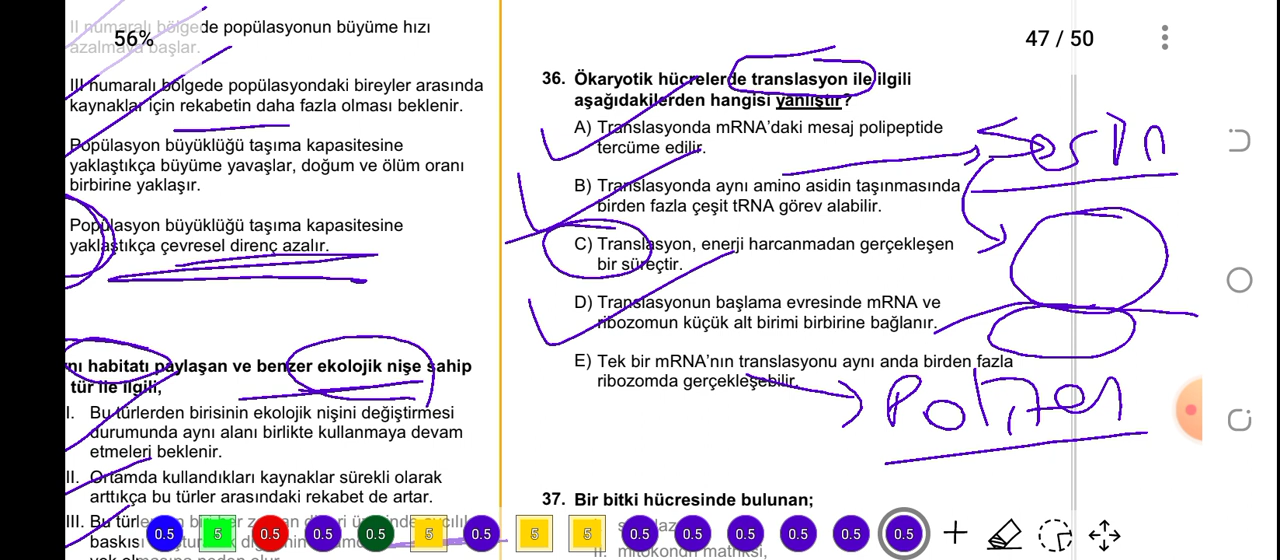 II numaralı bölgede popülasyonun büyüme hızı
azalmaya başlar.
III numaralı bölgede popülasyondaki bireyler arasında
kaynaklar için rekabetin daha fazla olması beklenir.
Popülasyon büyüklüğü taşıma kapasitesine
yaklaştıkça büyüme yavaşlar, doğum ve ölüm oranı
birbirine yaklaşır.
Popülasyon büyüklüğü taşıma kapasitesine
yaklaştıkça çevresel direnç azalır.
nı habitatı paylaşan ve benzer ekolojik nişe sahip
tür ile ilgili,
I. Bu türlerden birisinin ekolojik nişini değiştirmesi
durumunda aynı alanı birlikte kullanmaya devam
etmeleri beklenir.
II. Ortamda kullandıkları kaynaklar sürekli olarak
arttıkça bu türler arasındaki rekabet de artar.
III. Bu türle
baskısı
56%
47 / 50
36. Ökaryotik hücrelerde translasyon ile ilgili
aşağıdakilerden hangisi yanlıştır?
A) Translasyonda mRNA'daki mesaj polipeptide
tercüme edilir.
B) Translasyonda aynı amino asidin taşınmasında
birden fazla çeşit tRNA görev alabilir.
C) Translasyon, enerji harcanmadan gerçekleşen
bir süreçtir.
D) Translasyonun başlama evresinde mRNA ve
ribozomun küçük alt birimi birbirine bağlanır.
E) Tek bir mRNA'nın translasyonu aynı anda birden fazla
ribozomda gerçekleşebilir.
37. Bir bitki hücresinde bulunan;
II. mitokondri matriksi,
0.5 5 0.5 0.5 0.5 5 0.5 5 5 0.5 0.5 0.5 0.5 0.5 0.5